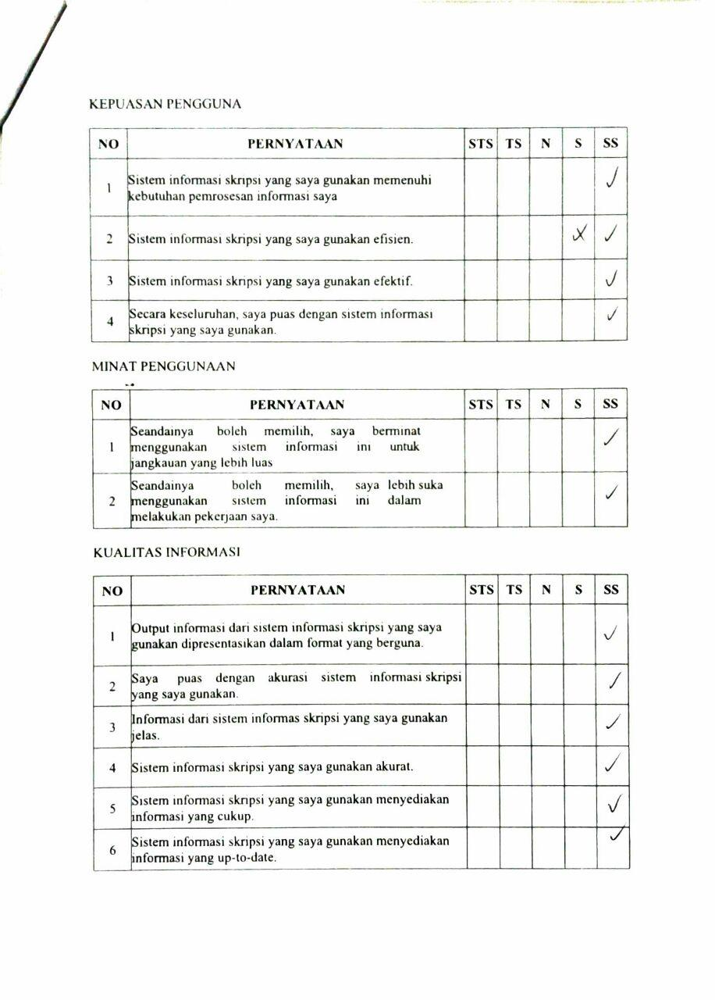 KEPUASAN PENGGUNA
NO PERNYATAAN STS TS N S SS
1 Sistem informasi skripsi yang saya gunakan memenuhi
kebutuhan pemrosesan informasi saya ✓
2 Sistem informasi skripsi yang saya gunakan efisien. ✗ ✓
3 Sistem informasi skripsi yang saya gunakan efektif. ✓
4 Secara keseluruhan, saya puas dengan sistem informasi
skripsi yang saya gunakan. ✓
MINAT PENGGUNAAN
NO PERNYATAAN STS TS N S SS
1 Seandainya boleh memilih, saya berminat
menggunakan sistem informasi ini untuk
jangkauan yang lebih luas ✓
2 Seandainya boleh memilih, saya lebih suka
menggunakan sistem informasi ini dalam
melakukan pekerjaan saya. ✓
KUALITAS INFORMASI
NO PERNYATAAN STS TS N S SS
1 Output informasi dari sistem informasi skripsi yang saya
gunakan dipresentasikan dalam format yang berguna. ✓
2 Saya puas dengan akurasi sistem informasi skripsi
yang saya gunakan. ✓
3 Informasi dari sistem informas skripsi yang saya gunakan
jelas. ✓
4 Sistem informasi skripsi yang saya gunakan akurat. ✓
5 Sistem informasi skripsi yang saya gunakan menyediakan
informasi yang cukup. ✓
6 Sistem informasi skripsi yang saya gunakan menyediakan
informasi yang up-to-date. ✓